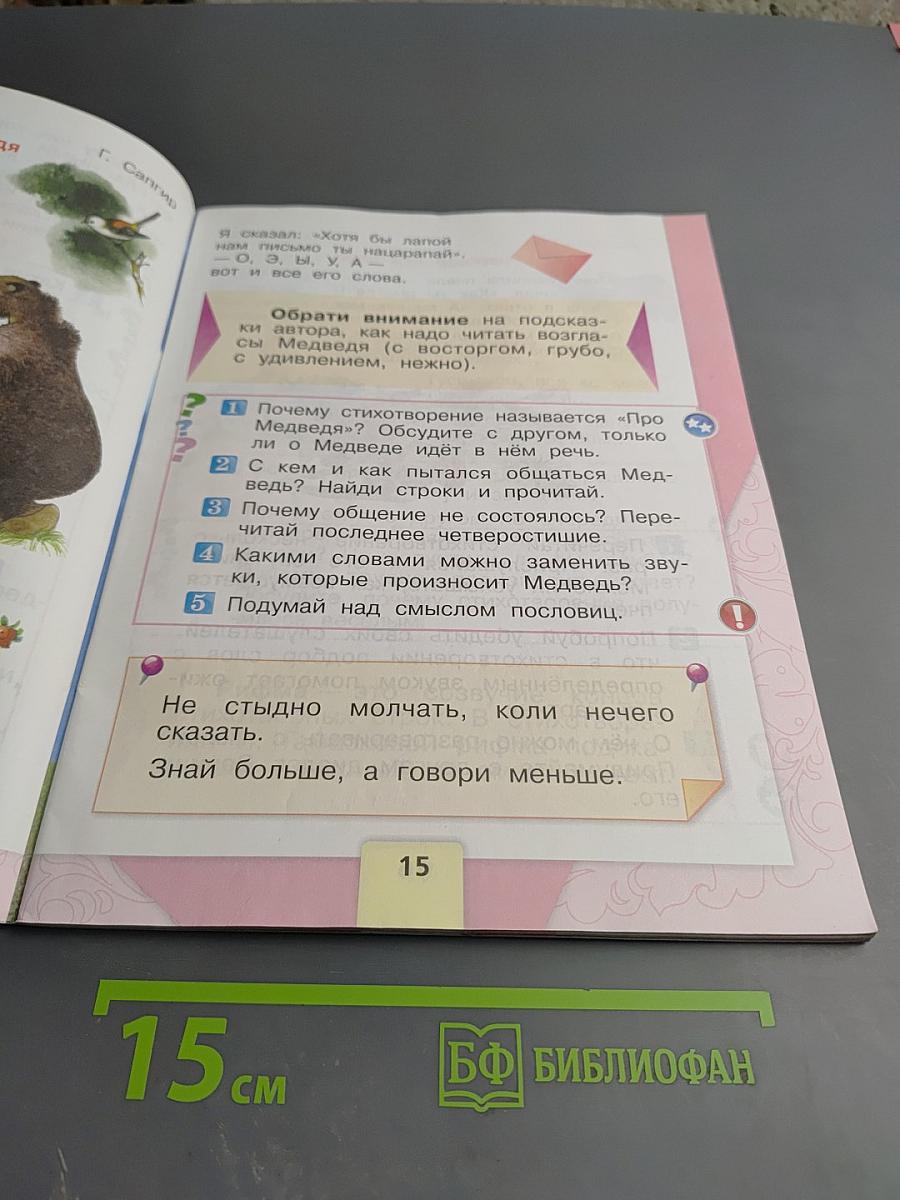 дя
Г. Сапгир
Я сказал: «Хотя бы лапой
нам письмо ты нацарапай».
— О, Э, Ы, У, А —
вот и все его слова.
Обрати внимание на подсказ-
ки автора, как надо читать возгла-
сы Медведя (с восторгом, грубо,
с удивлением, нежно).
1 Почему стихотворение называется «Про
Медведя»? Обсудите с другом, только
ли о Медведе идёт в нём речь.
2 С кем и как пытался общаться Мед-
ведь? Найди строки и прочитай.
3 Почему общение не состоялось? Пере-
читай последнее четверостишие.
4 Какими словами можно заменить зву-
ки, которые произносит Медведь?
5 Подумай над смыслом пословиц.
Не стыдно молчать, коли нечего
сказать.
Знай больше, а говори меньше.
15
15 см
БФ БИБЛИОФАН